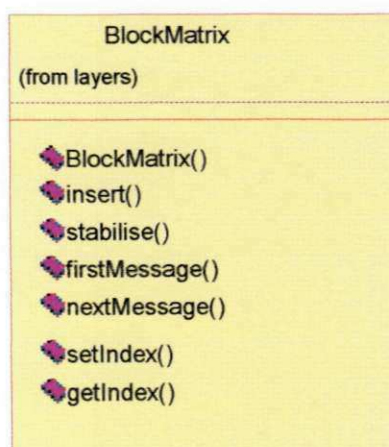 BlockMatrix
(from layers)
BlockMatrix()
insert()
stabilise()
firstMessage()
nextMessage()
setIndex()
getIndex()